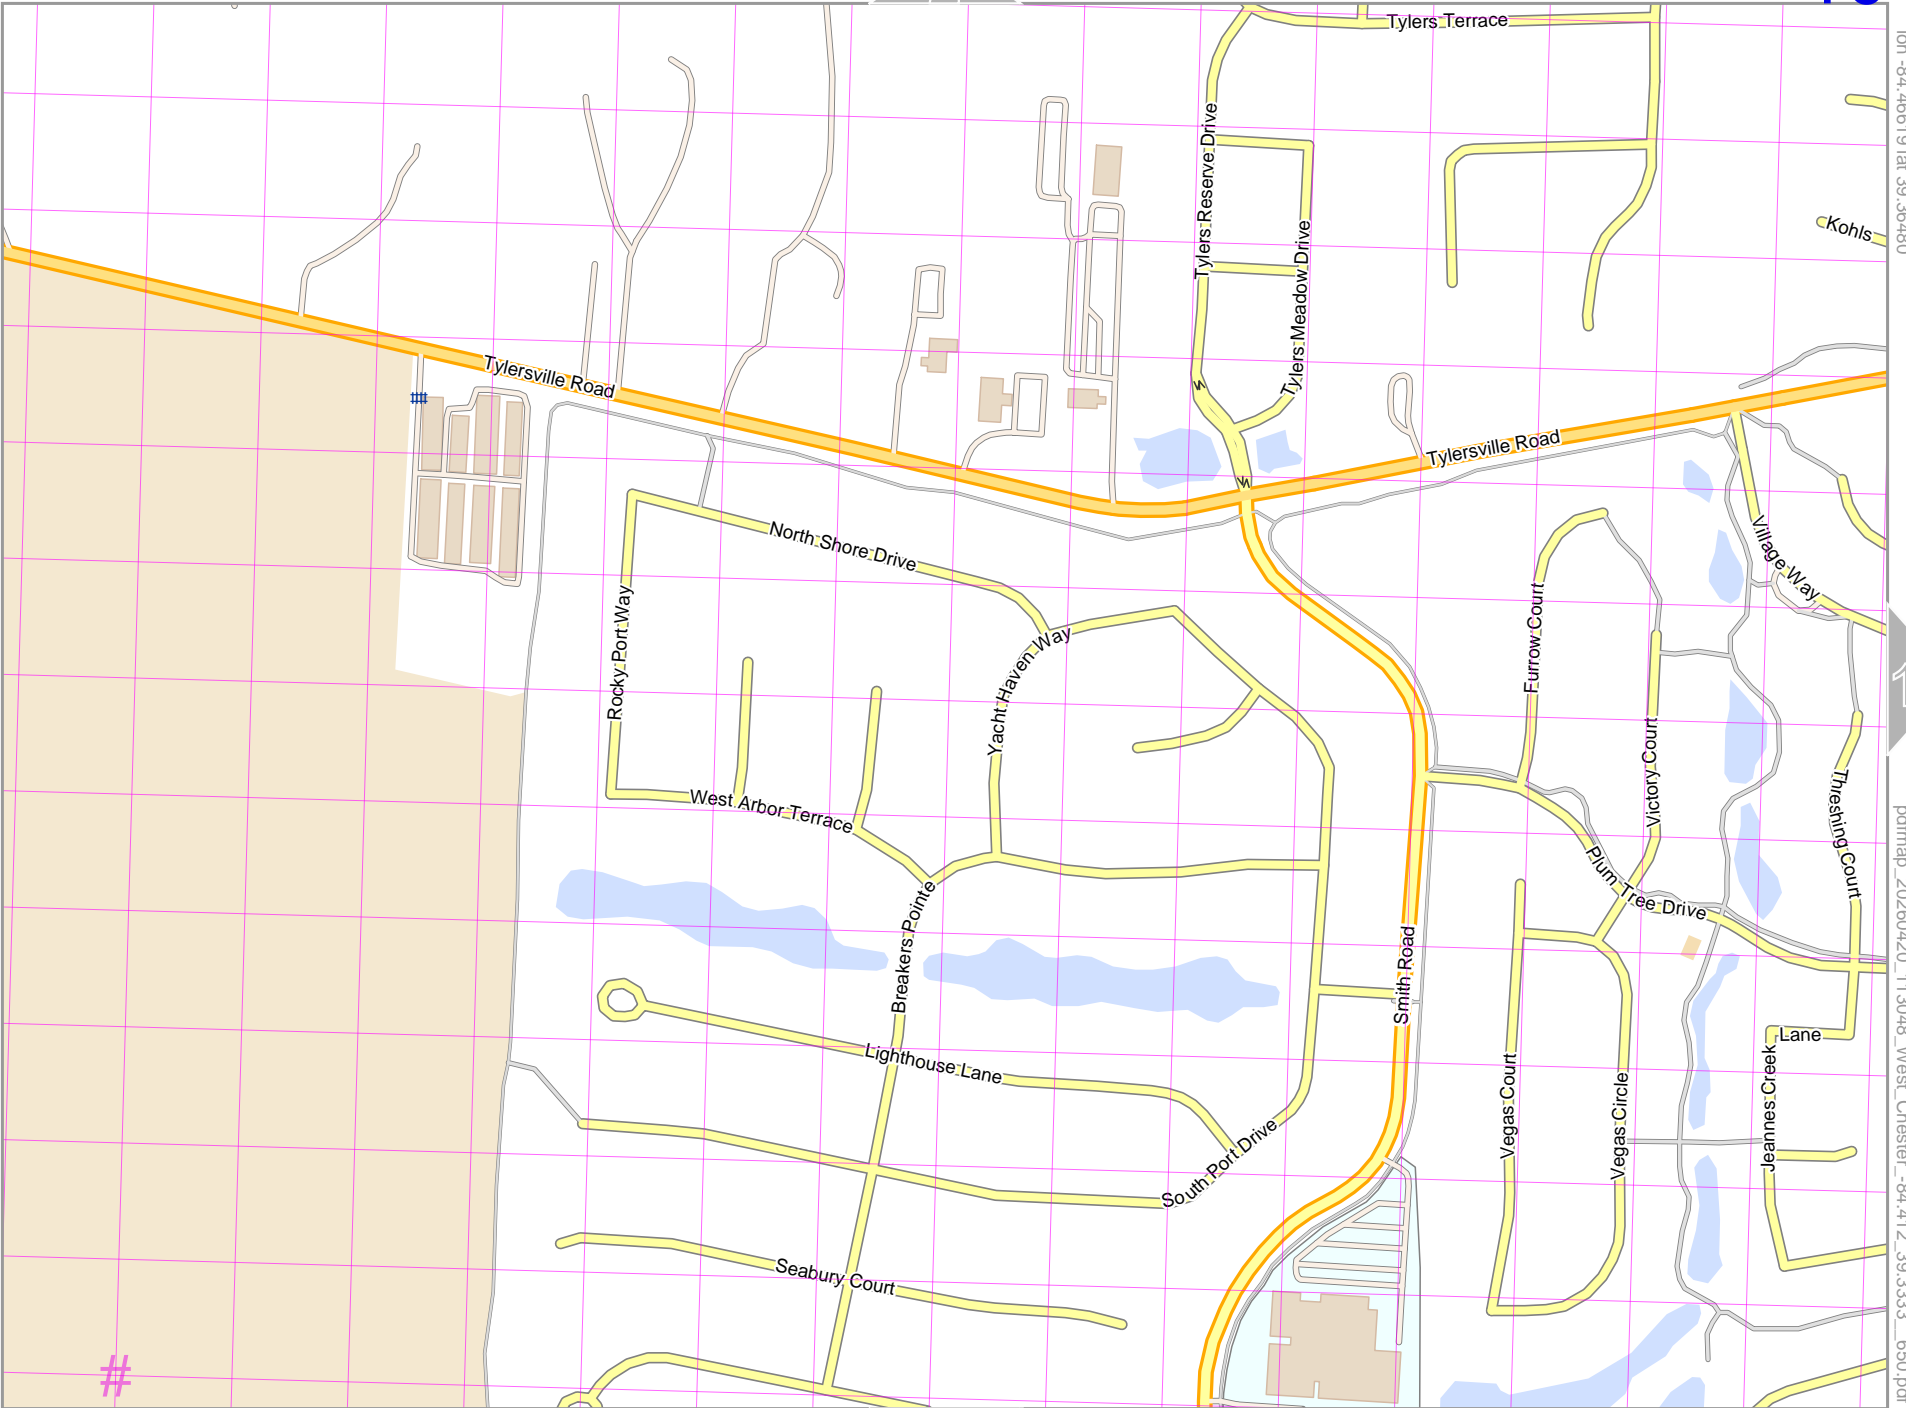 Tylers Terrace
Tylers Reserve Drive
Kohls
Tylers Meadow Drive
Tylersville Road
Tylersville Road
North Shore Drive
Village Way
Rocky Port Way
Yacht Haven Way
Furrow Court
Victory Court
West Arbor Terrace
Threshing Court
Plum Tree Drive
Breakers Pointe
Smith Road
Lighthouse Lane
Lane
Jeannes Creek
Vegas Court
Vegas Circle
South Port Drive
Seabury Court
#